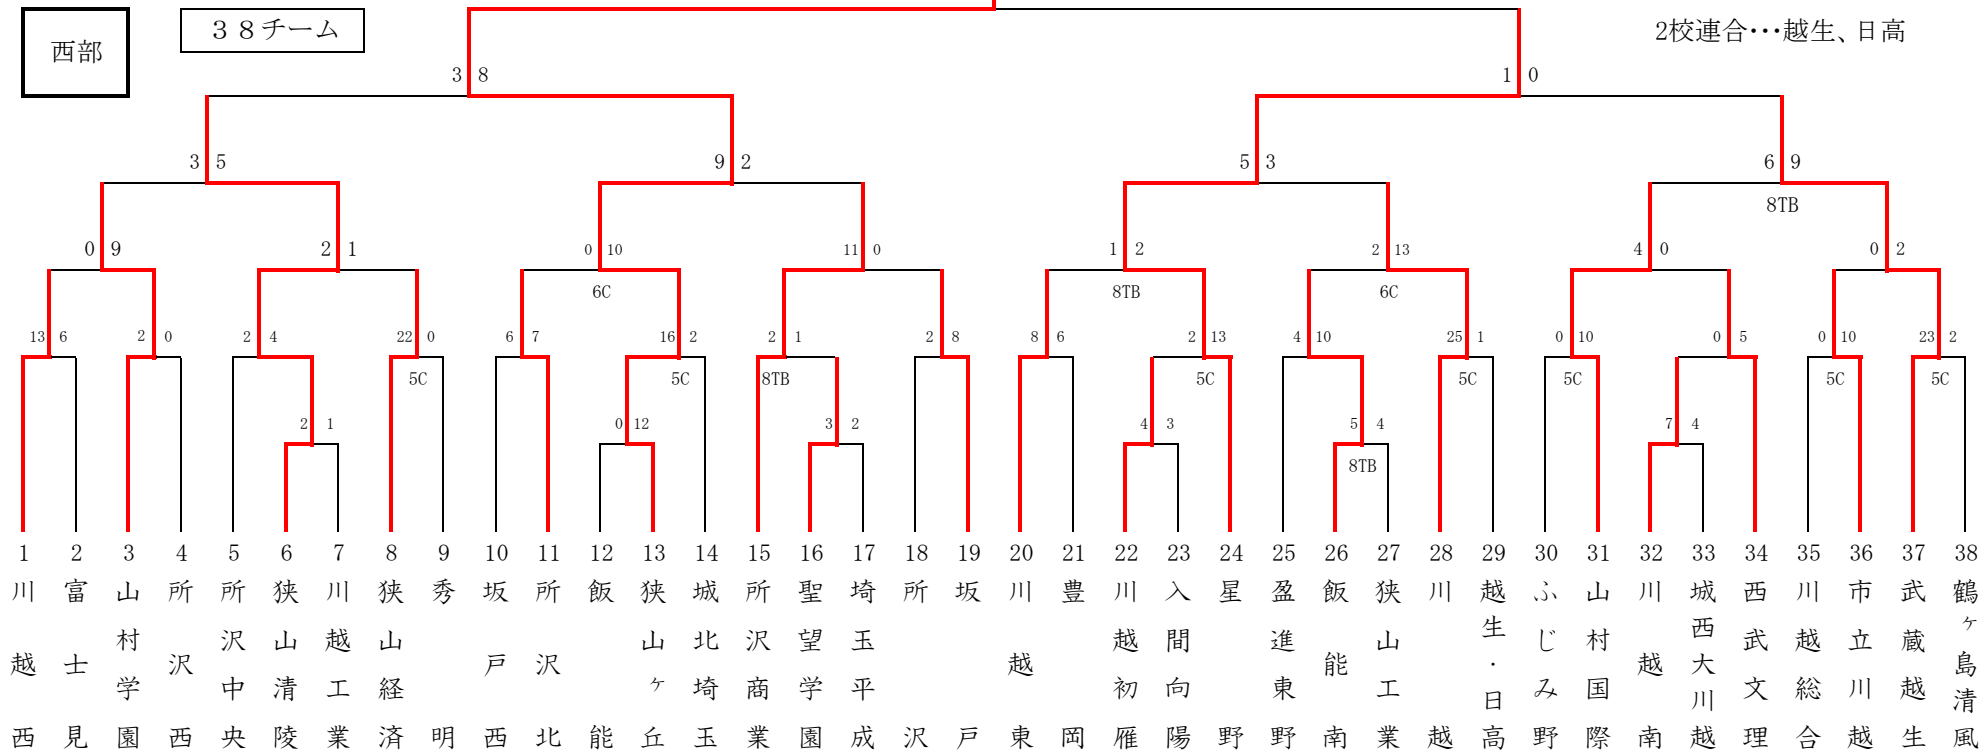 西部
３８チーム
2校連合･･･越生､日高
3 8
1 0
3 5
9 2
5 3
6 9
8TB
0 9
2 1
0 10
11 0
1 2
2 13
4 0
0 2
6C
8TB
6C
13 6
2 0
2 4
22 0
6 7
16 2
2 1
2 8
8 6
2 13
4 10
25 1
0 10
0 5
0 10
23 2
5C
5C
8TB
5C
5C
5C
5C
5C
2 1
0 12
3 2
4 3
5 4
7 4
8TB
1 川越西
2 富士見
3 山村学園
4 所沢西
5 所沢中央
6 狭山清陵
7 川越工業
8 狭山経済
9 秀明
10 坂戸西
11 所沢北
12 飯能
13 狭山ヶ丘
14 城北埼玉
15 所沢商業
16 聖望学園
17 埼玉平成
18 所沢
19 坂戸
20 川越東
21 豊岡
22 川越初雁
23 入間向陽
24 星野
25 盈進東野
26 飯能南
27 狭山工業
28 川越
29 越生・日高
30 ふじみ野
31 山村国際
32 川越南
33 城西大川越
34 西武文理
35 川越総合
36 市立川越
37 武蔵越生
38 鶴ヶ島清風